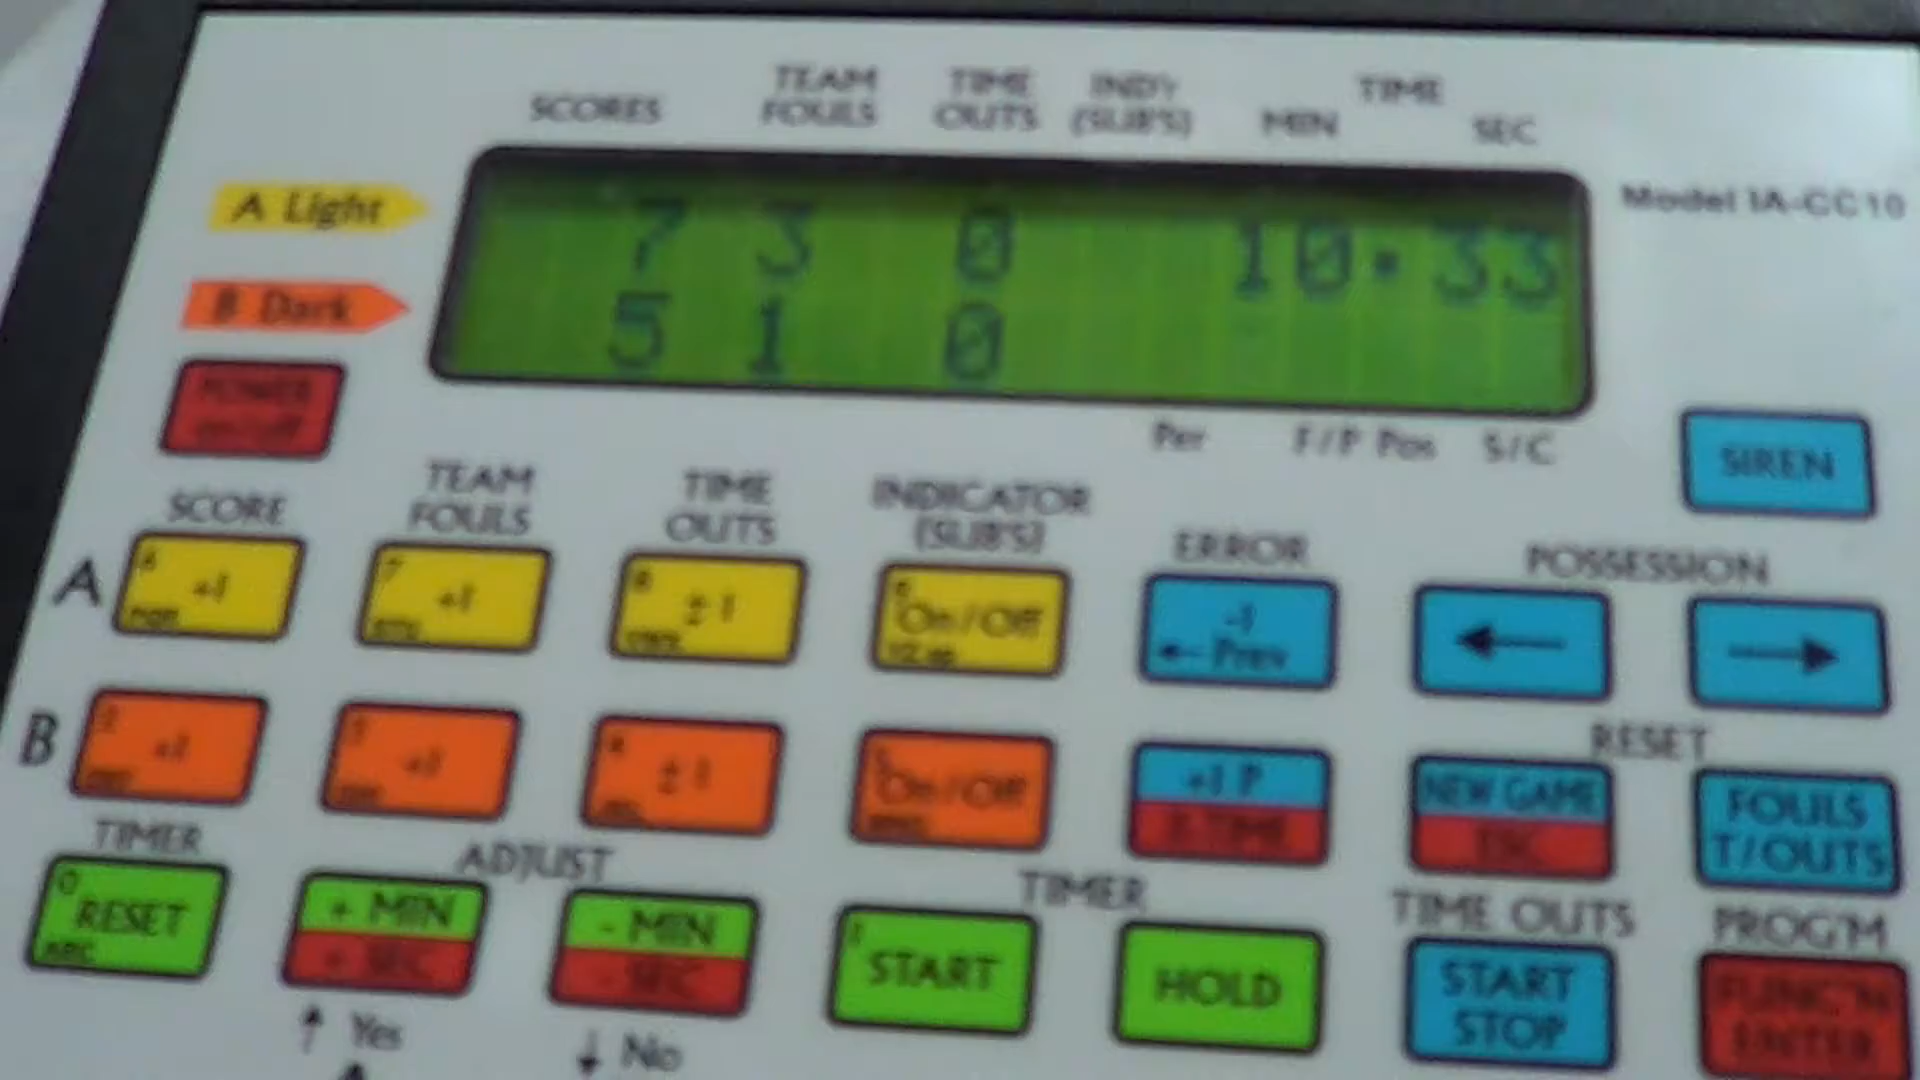 SCORES TEAM FOULS TIME OUTS INDY (SUB'S) TIME MIN SEC
A Light 7 3 0 10:33
Model IA-CC10
B Dark 5 1 0
POWER on/off
Per F/P Pos S/C
SIREN
SCORE TEAM FOULS TIME OUTS INDICATOR (SUB'S) ERROR POSSESSION
A +1 +1 ± 1 On/Off -1 ← Prev ← →
B +1 +1 ± 1 On/Off +1 P NEW GAME FOULS T/OUTS
RESET
TIMER ADJUST TIMER TIME OUTS PROG'M
0 RESET + MIN + SEC - MIN - SEC START HOLD START STOP FUNC'N ENTER
↑ Yes ↓ No